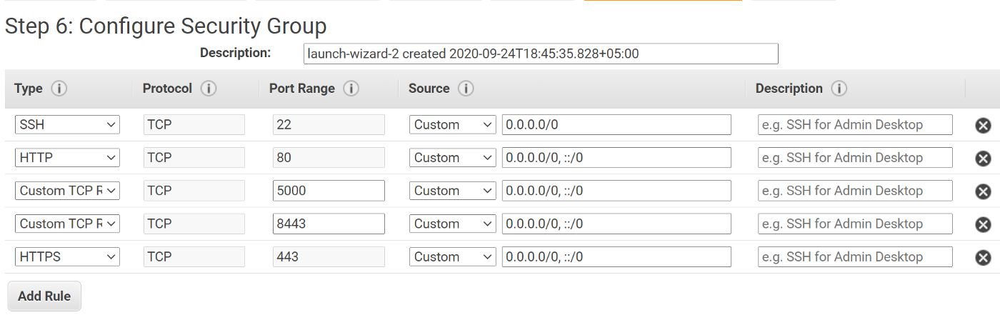 Step 6: Configure Security Group
Description: launch-wizard-2 created 2020-09-24T18:45:35.828+05:00
Type i Protocol i Port Range i Source i Description i
SSH TCP 22 Custom 0.0.0.0/0 e.g. SSH for Admin Desktop
HTTP TCP 80 Custom 0.0.0.0/0, ::/0 e.g. SSH for Admin Desktop
Custom TCP R TCP 5000 Custom 0.0.0.0/0, ::/0 e.g. SSH for Admin Desktop
Custom TCP R TCP 8443 Custom 0.0.0.0/0, ::/0 e.g. SSH for Admin Desktop
HTTPS TCP 443 Custom 0.0.0.0/0, ::/0 e.g. SSH for Admin Desktop
Add Rule